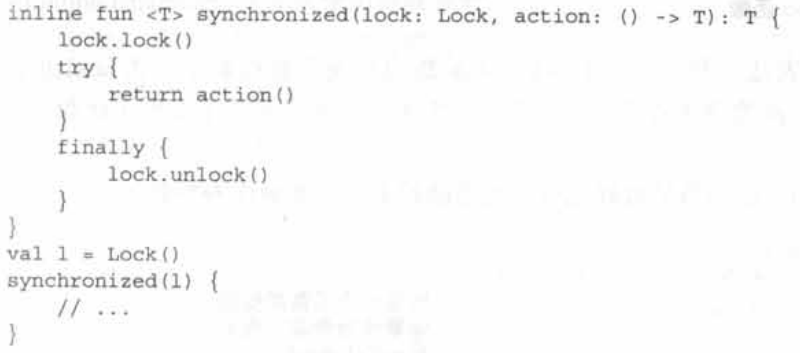 inline fun <T> synchronized(lock: Lock, action: () -> T): T {
    lock.lock()
    try {
        return action()
    }
    finally {
        lock.unlock()
    }
}
val l = Lock()
synchronized(l) {
    // ...
}